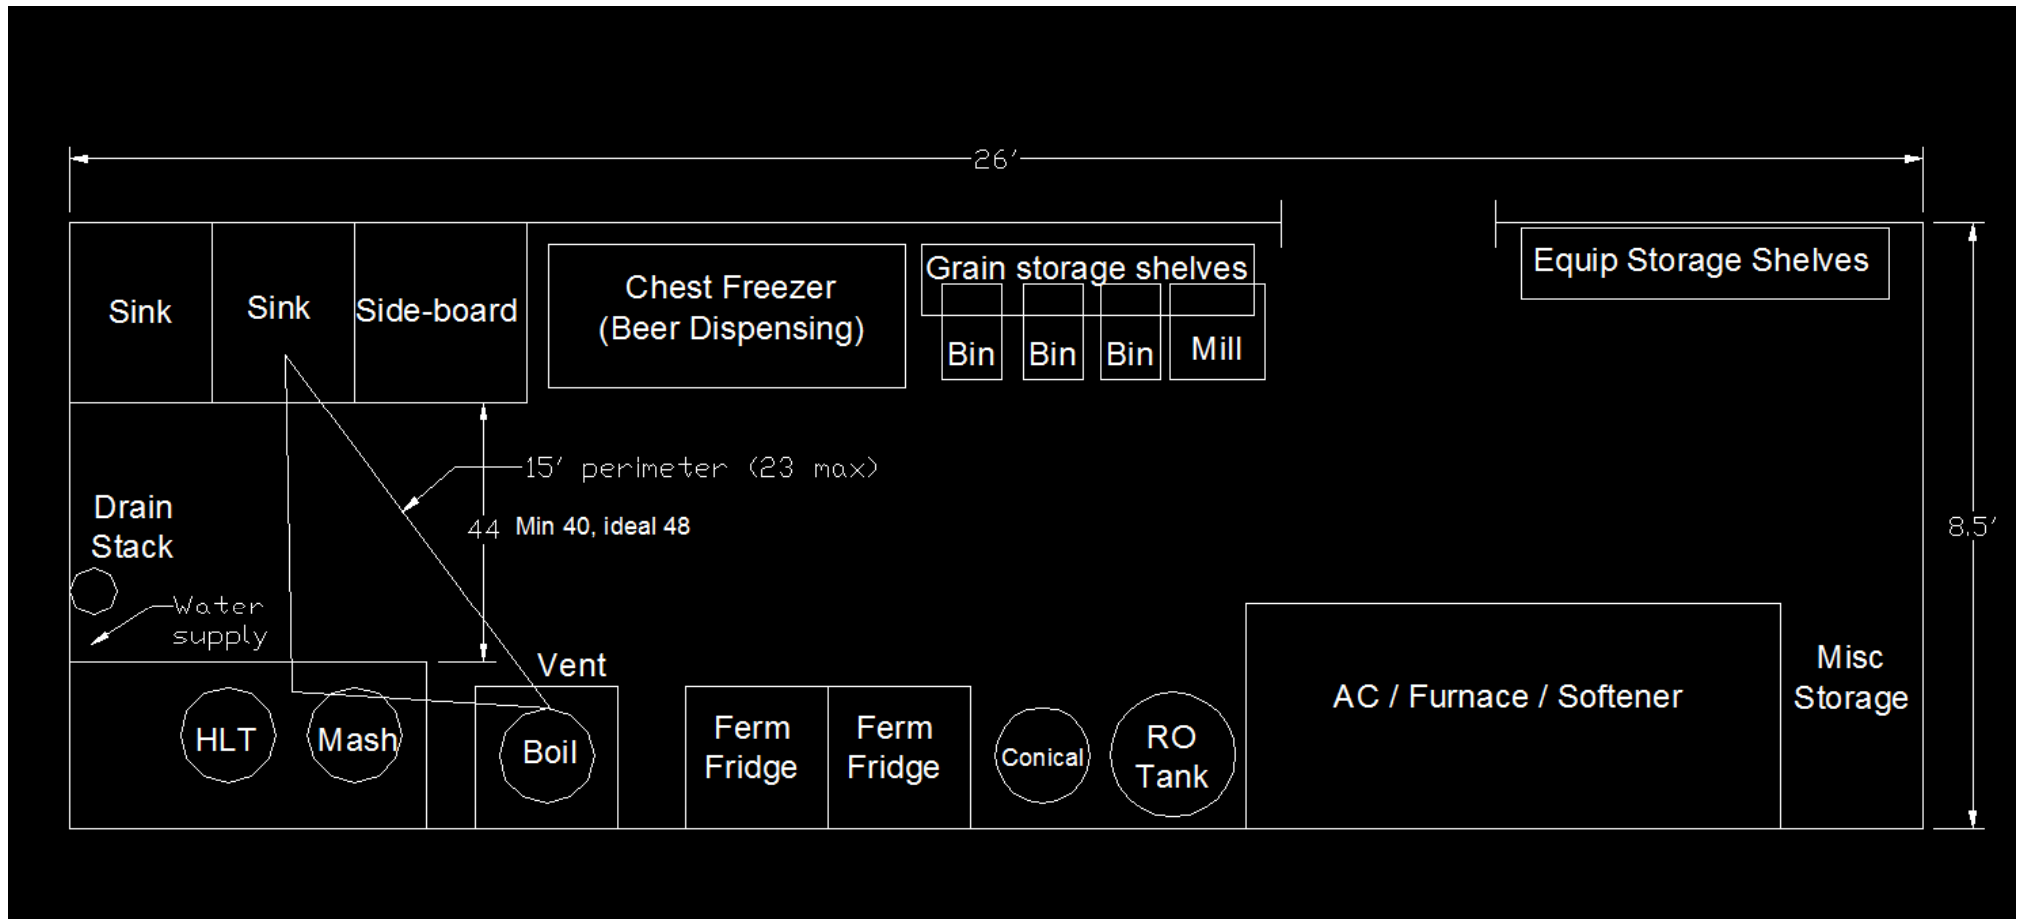 26′
Sink
Sink
Side-board
Chest Freezer
(Beer Dispensing)
Grain storage shelves
Bin
Bin
Bin
Mill
Equip Storage Shelves
15′ perimeter (23 max)
44
Min 40, ideal 48
8.5′
Drain
Stack
Water
supply
Vent
HLT
Mash
Boil
Ferm
Fridge
Ferm
Fridge
Conical
RO
Tank
AC / Furnace / Softener
Misc
Storage